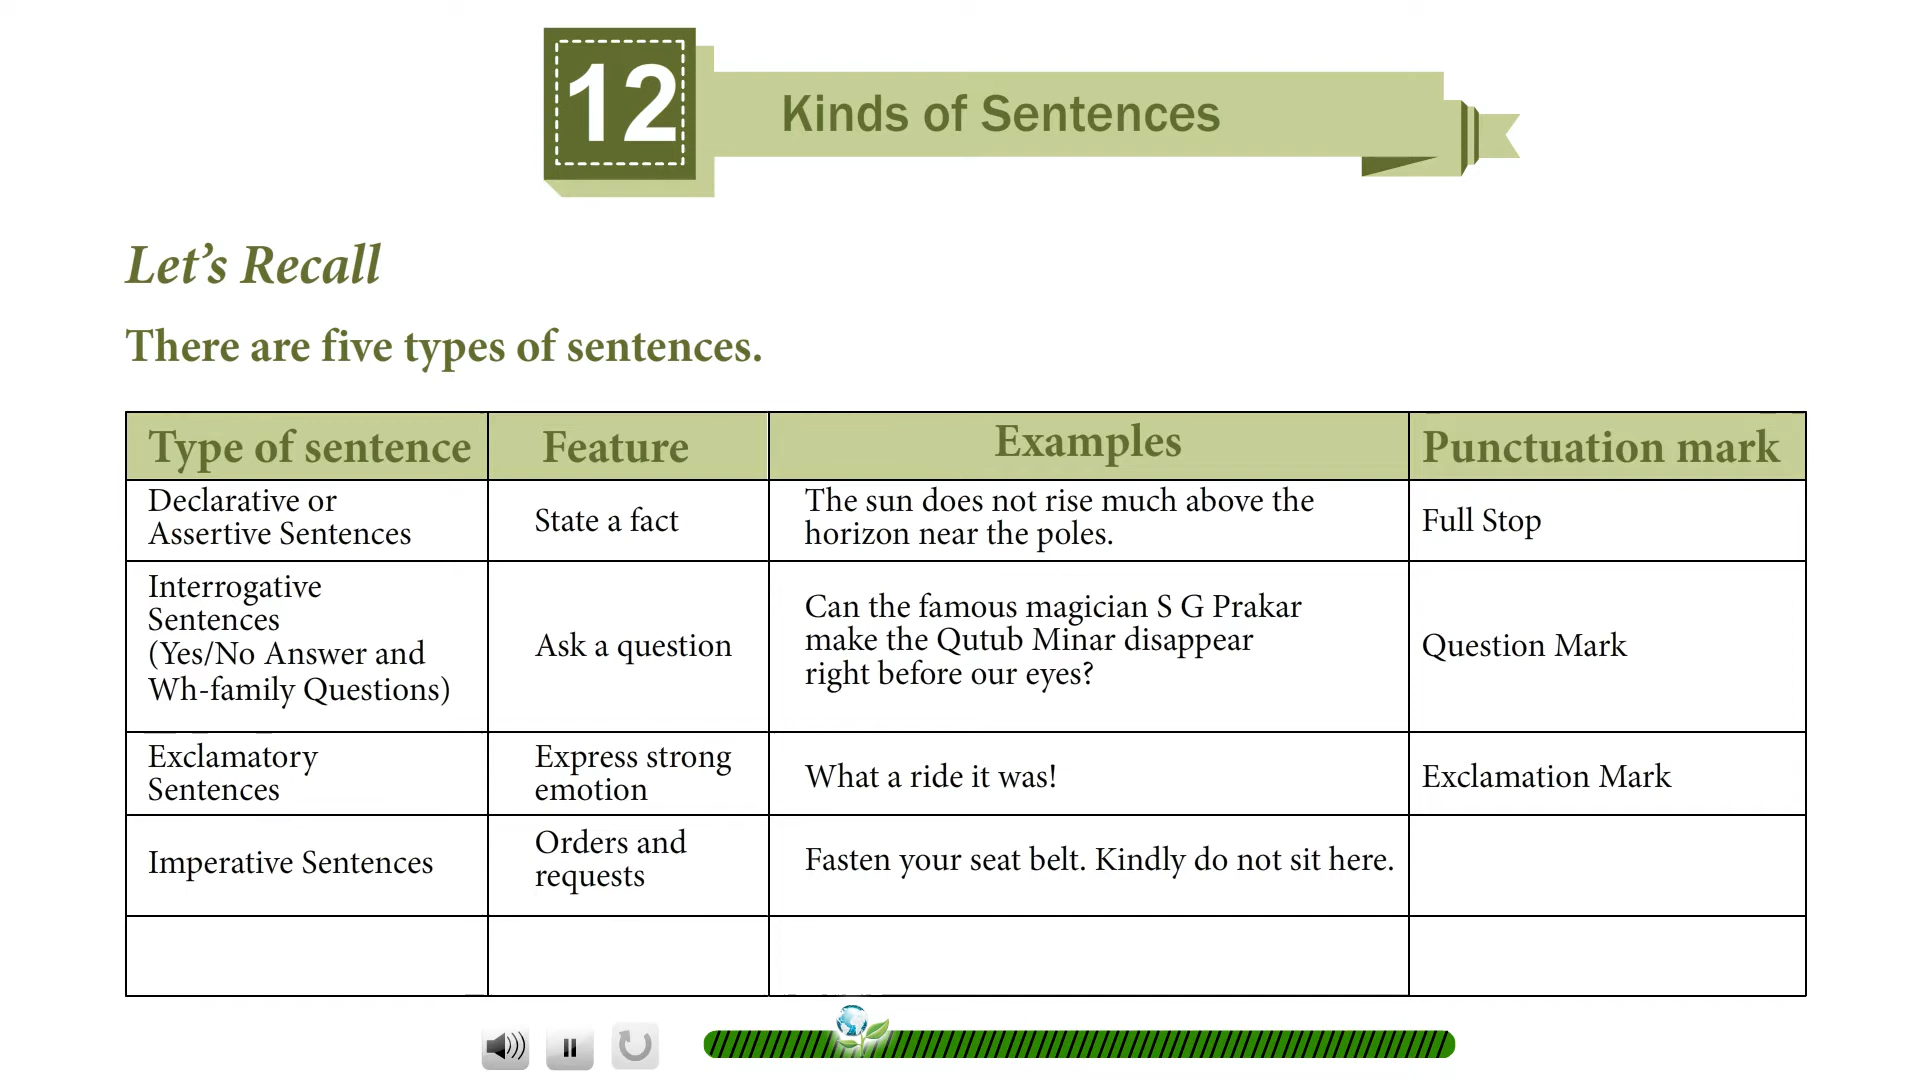 12
Kinds of Sentences
Let's Recall
There are five types of sentences.
Type of sentence
Feature
Examples
Punctuation mark
Declarative or
Assertive Sentences
State a fact
The sun does not rise much above the
horizon near the poles.
Full Stop
Interrogative
Sentences
(Yes/No Answer and
Wh-family Questions)
Ask a question
Can the famous magician S G Prakar
make the Qutub Minar disappear
right before our eyes?
Question Mark
Exclamatory
Sentences
Express strong
emotion
What a ride it was!
Exclamation Mark
Imperative Sentences
Orders and
requests
Fasten your seat belt. Kindly do not sit here.